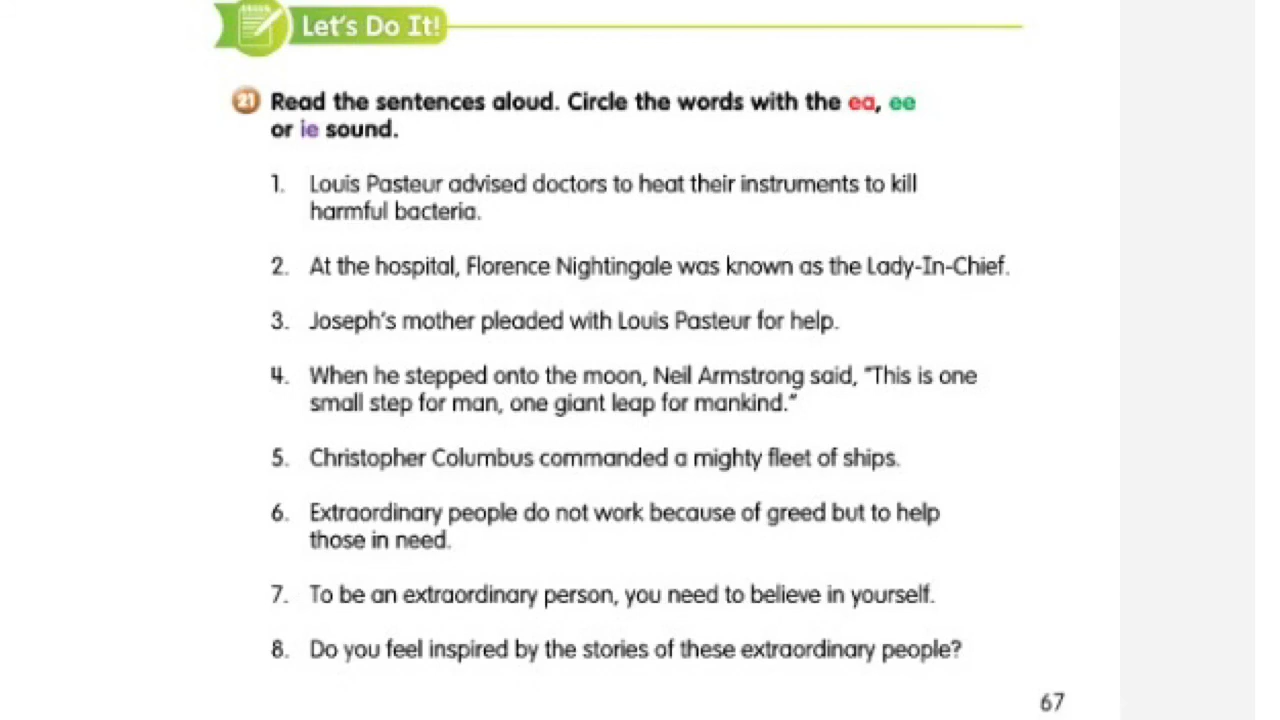 Let's Do It!
21 Read the sentences aloud. Circle the words with the ea, ee
or ie sound.
1. Louis Pasteur advised doctors to heat their instruments to kill
harmful bacteria.
2. At the hospital, Florence Nightingale was known as the Lady-In-Chief.
3. Joseph's mother pleaded with Louis Pasteur for help.
4. When he stepped onto the moon, Neil Armstrong said, "This is one
small step for man, one giant leap for mankind."
5. Christopher Columbus commanded a mighty fleet of ships.
6. Extraordinary people do not work because of greed but to help
those in need.
7. To be an extraordinary person, you need to believe in yourself.
8. Do you feel inspired by the stories of these extraordinary people?
67